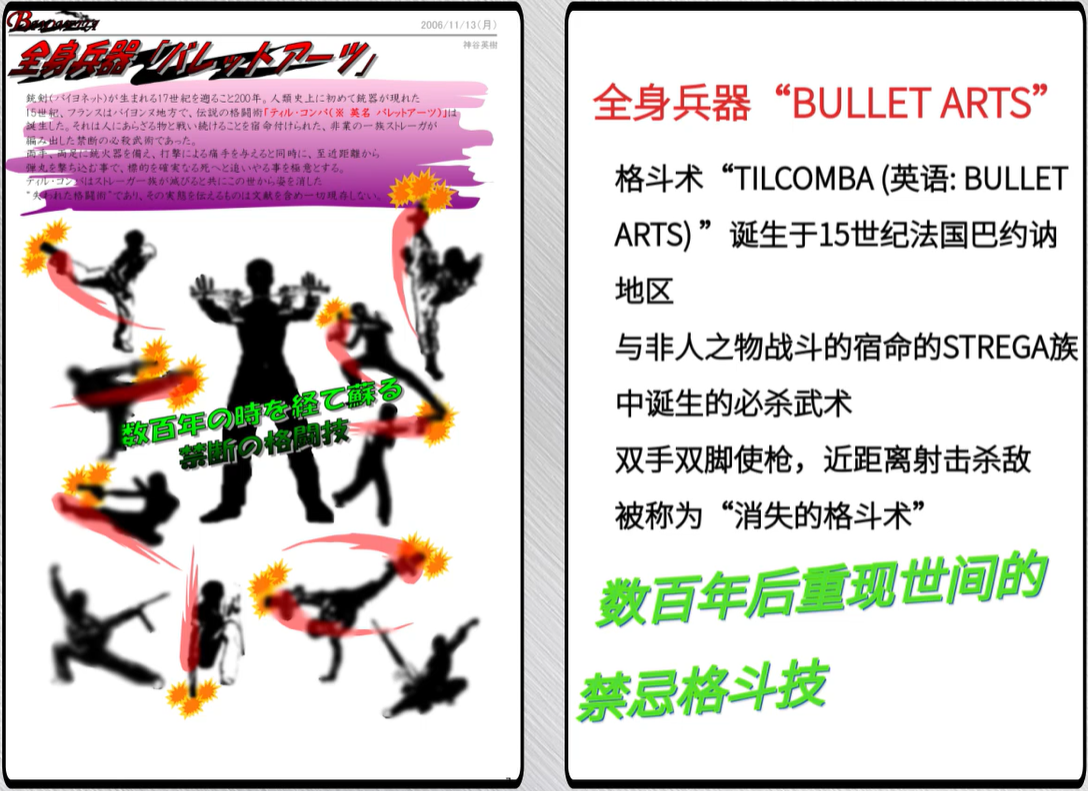 Bayonetta
2006/11/13(月)
神谷英樹
全身兵器「バレットアーツ」
銃剣(バイヨネット)が生まれる17世紀を遡ること200年。人類史上に初めて銃器が現れた
15世紀、フランスはバイヨンヌ地方で、伝説の格闘術「ティル・コンバ(※ 英名 バレットアーツ)」は
誕生した。それは人にあらざる物と戦い続けることを宿命付けられた、非業の一族ストレーガが
編み出した禁断の必殺武術であった。
両手、両足に銃火器を備え、打撃による痛手を与えると同時に、至近距離から
弾丸を撃ち込む事で、標的を確実なる死へと追いやる事を極意とする。
ティル・コンバはストレーガ一族が滅びると共にこの世から姿を消した
"失われた格闘術"であり、その実態を伝えるものは文献を含め一切現存しない。
数百年の時を経て蘇る
禁断の格闘技
全身兵器“BULLET ARTS”
格斗术“TILCOMBA (英语: BULLET
ARTS) ”诞生于15世纪法国巴约讷
地区
与非人之物战斗的宿命的STREGA族
中诞生的必杀武术
双手双脚使枪，近距离射击杀敌
被称为“消失的格斗术”
数百年后重现世间的
禁忌格斗技